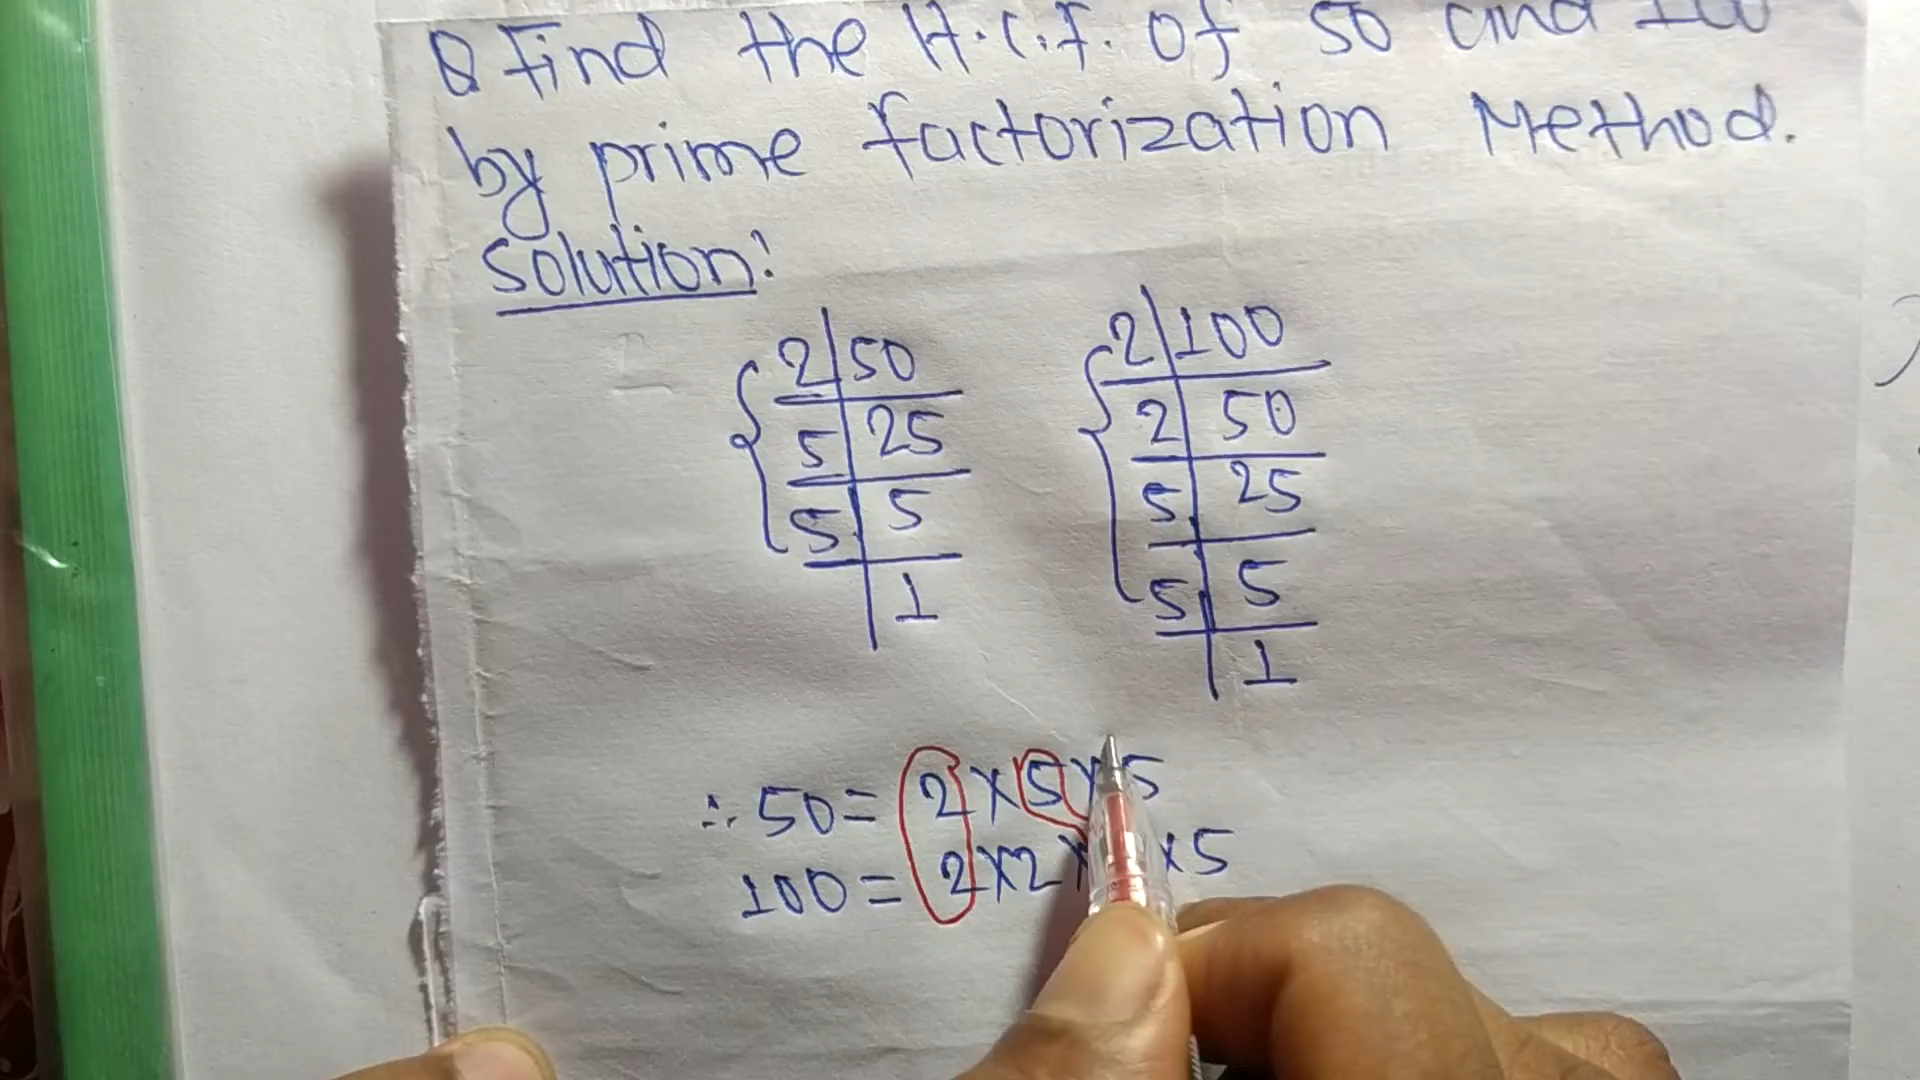 Q Find the H.C.F. of 50 and 100
by prime factorization Method.
Solution:
2 50
5 25
5 5
1
2 100
2 50
5 25
5 5
1
∴ 50 = 2 × 5 × 5
100 = 2 × 2 × × 5